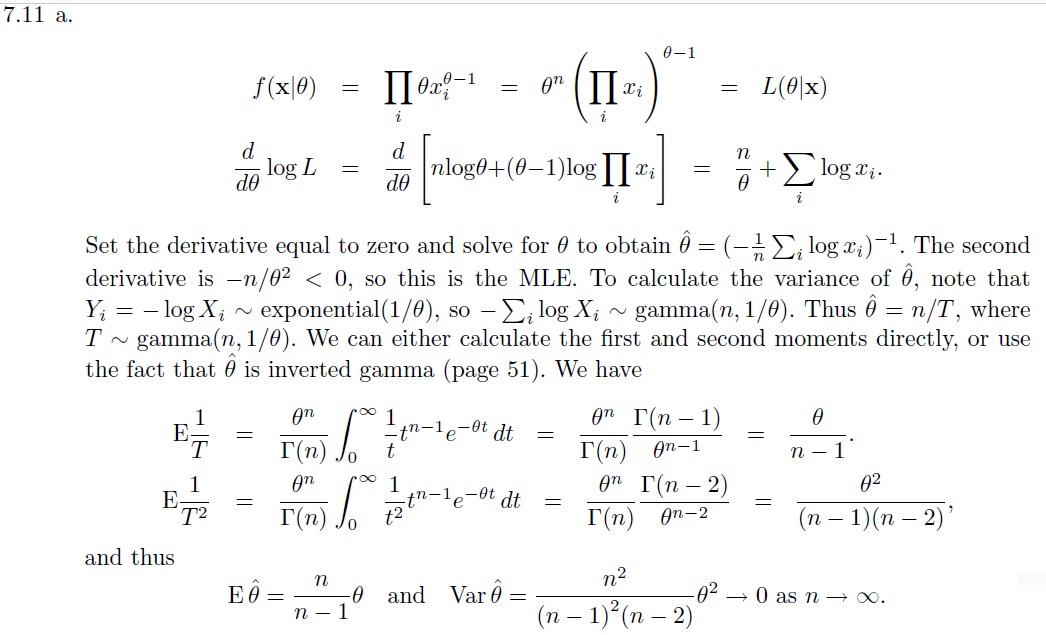 7.11 a.
f(x|θ) = ∏_i θx_i^{θ−1} = θ^n (∏_i x_i)^{θ−1} = L(θ|x)
d/dθ log L = d/dθ [nlogθ+(θ−1)log ∏_i x_i] = n/θ + ∑_i log x_i.
Set the derivative equal to zero and solve for θ to obtain θ̂ = (−1/n ∑_i log x_i)^{−1}. The second
derivative is −n/θ² < 0, so this is the MLE. To calculate the variance of θ̂, note that
Y_i = − log X_i ∼ exponential(1/θ), so − ∑_i log X_i ∼ gamma(n, 1/θ). Thus θ̂ = n/T, where
T ∼ gamma(n, 1/θ). We can either calculate the first and second moments directly, or use
the fact that θ̂ is inverted gamma (page 51). We have
E 1/T = θ^n/Γ(n) ∫_0^∞ 1/t t^{n−1}e^{−θt} dt = θ^n/Γ(n) Γ(n − 1)/θ^{n−1} = θ/(n − 1).
E 1/T² = θ^n/Γ(n) ∫_0^∞ 1/t² t^{n−1}e^{−θt} dt = θ^n/Γ(n) Γ(n − 2)/θ^{n−2} = θ²/((n − 1)(n − 2)),
and thus
E θ̂ = n/(n − 1) θ and Var θ̂ = n²/((n − 1)²(n − 2)) θ² → 0 as n → ∞.